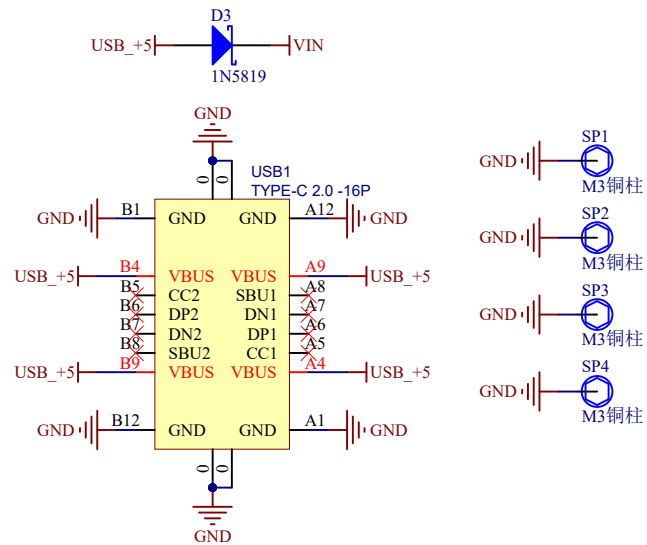 D3
USB_+5
VIN
1N5819
GND
USB1
TYPE-C 2.0 -16P
0
0
GND
B1
GND
GND
A12
GND
USB_+5
B4
VBUS
VBUS
A9
USB_+5
B5
CC2
SBU1
A8
B6
DP2
DN1
A7
B7
DN2
DP1
A6
B8
SBU2
CC1
A5
USB_+5
B9
VBUS
VBUS
A4
USB_+5
GND
B12
GND
GND
A1
GND
0
0
GND
SP1
GND
M3铜柱
SP2
GND
M3铜柱
SP3
GND
M3铜柱
SP4
GND
M3铜柱